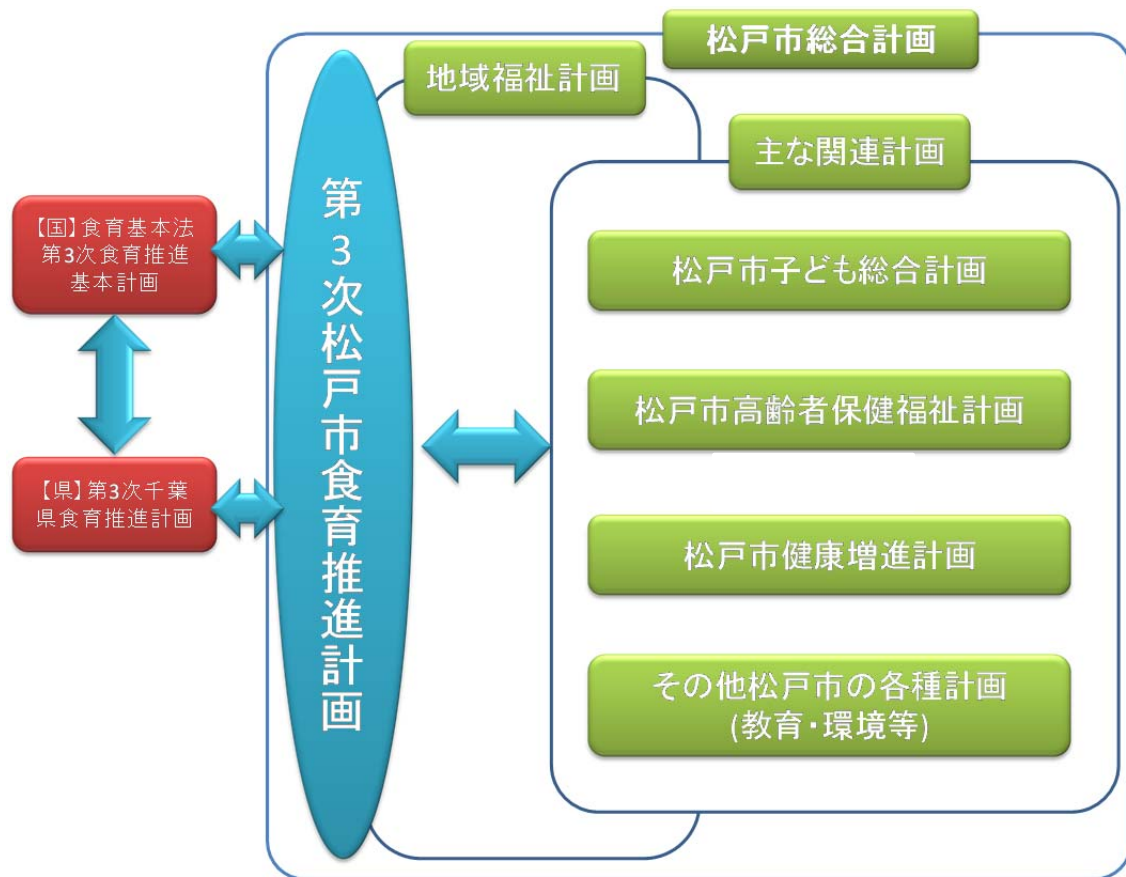 松戸市総合計画
地域福祉計画
主な関連計画
【国】食育基本法
第3次食育推進
基本計画
【県】第3次千葉
県食育推進計画
第3次松戸市食育推進計画
松戸市子ども総合計画
松戸市高齢者保健福祉計画
松戸市健康増進計画
その他松戸市の各種計画
(教育・環境等)